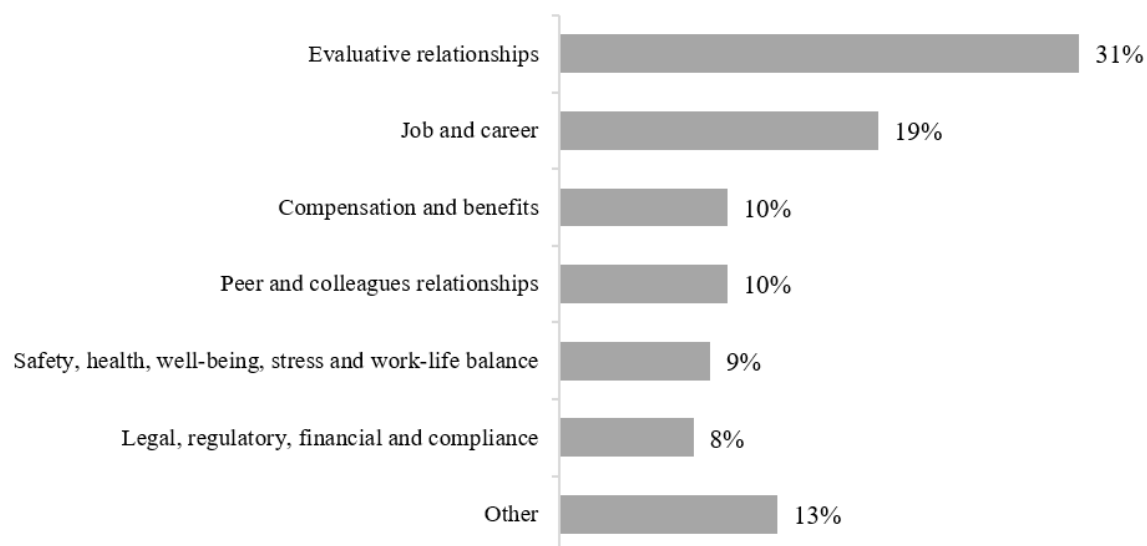 Evaluative relationships 31%
Job and career 19%
Compensation and benefits 10%
Peer and colleagues relationships 10%
Safety, health, well-being, stress and work-life balance 9%
Legal, regulatory, financial and compliance 8%
Other 13%